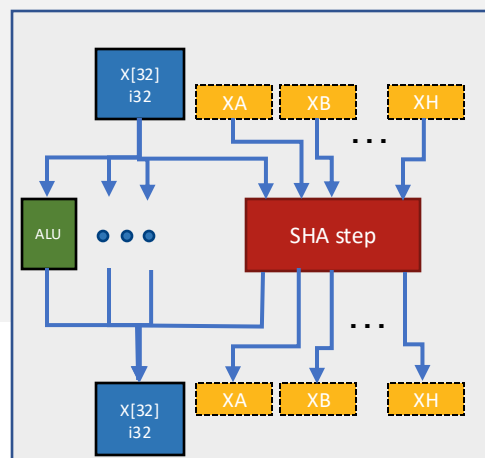 X[32]
i32
XA
XB
XH
...
ALU
SHA step
...
XA
XB
XH
X[32]
i32